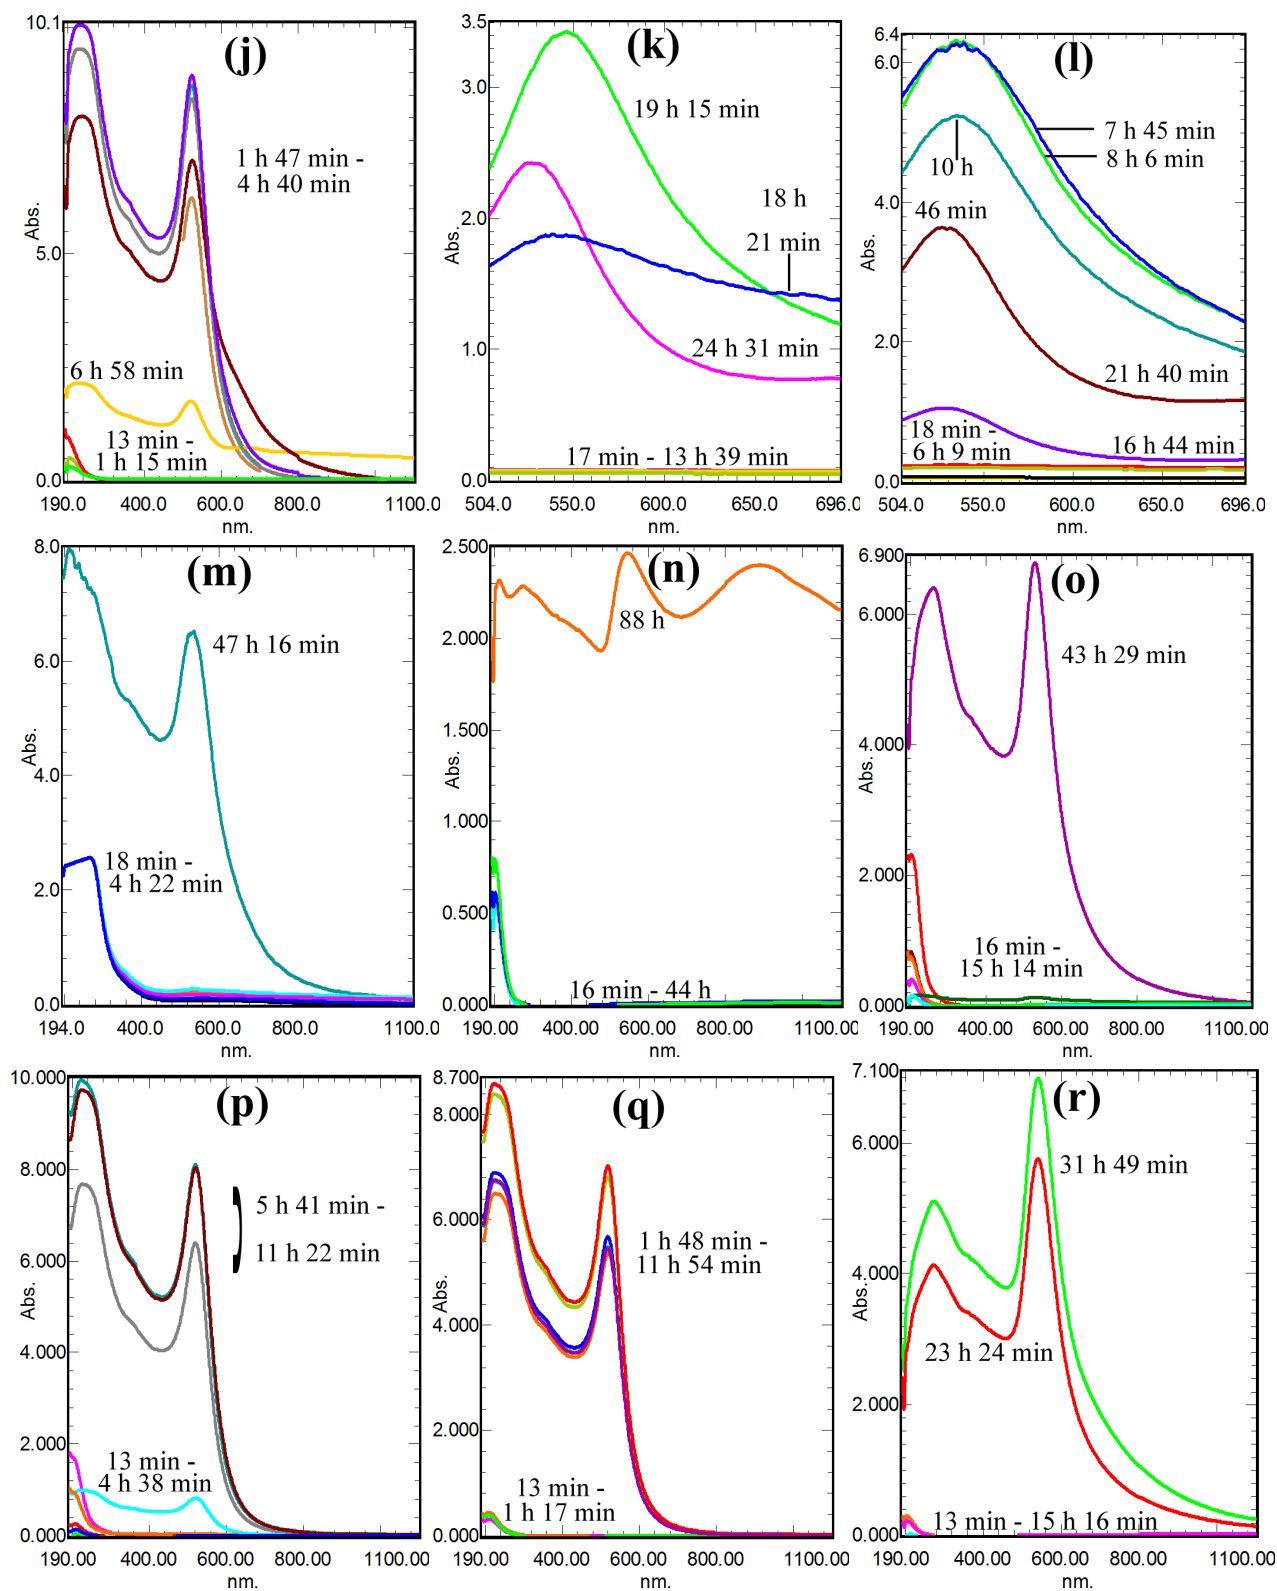 (j)
10.1
5.0
0.0
Abs.
1 h 47 min -
4 h 40 min
6 h 58 min
13 min -
1 h 15 min
190.0
400.0
600.0
800.0
1100.0
nm.
(k)
3.5
3.0
2.0
1.0
0.0
Abs.
19 h 15 min
18 h
21 min
24 h 31 min
17 min - 13 h 39 min
504.0
550.0
600.0
650.0
696.0
nm.
(l)
6.4
6.0
4.0
2.0
0.0
Abs.
7 h 45 min
8 h 6 min
10 h
46 min
21 h 40 min
18 min -
6 h 9 min
16 h 44 min
504.0
550.0
600.0
650.0
696.0
nm.
(m)
8.0
6.0
4.0
2.0
0.0
Abs.
47 h 16 min
18 min -
4 h 22 min
194.0
400.0
600.0
800.0
1100.0
nm.
(n)
2.500
2.000
1.500
1.000
0.500
0.000
Abs.
88 h
16 min - 44 h
190.00
400.00
600.00
800.00
1100.00
nm.
(o)
6.900
6.000
4.000
2.000
0.000
Abs.
43 h 29 min
16 min -
15 h 14 min
190.00
400.00
600.00
800.00
1100.00
nm.
(p)
10.000
8.000
6.000
4.000
2.000
0.000
Abs.
5 h 41 min -
11 h 22 min
13 min -
4 h 38 min
190.00
400.00
600.00
800.00
1100.00
nm.
(q)
8.700
8.000
6.000
4.000
2.000
0.000
Abs.
1 h 48 min -
11 h 54 min
13 min -
1 h 17 min
190.00
400.00
600.00
800.00
1100.00
nm.
(r)
7.100
6.000
4.000
2.000
0.000
Abs.
31 h 49 min
23 h 24 min
13 min - 15 h 16 min
190.00
400.00
600.00
800.00
1100.00
nm.